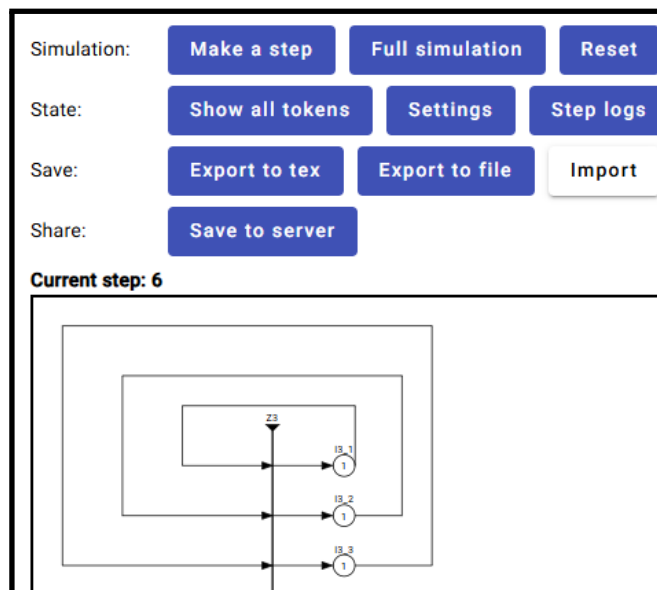 Simulation: Make a step Full simulation Reset
State: Show all tokens Settings Step logs
Save: Export to tex Export to file Import
Share: Save to server
Current step: 6
Z3
I3_1
1
I3_2
1
I3_3
1